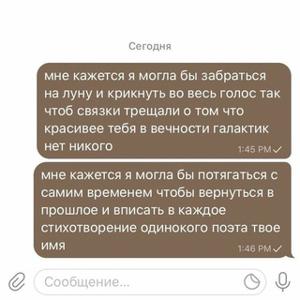 Сегодня
мне кажется я могла бы забраться
на луну и крикнуть во весь голос так
чтоб связки трещали о том что
красивее тебя в вечности галактик
нет никого
1:45 PM
мне кажется я могла бы потягаться с
самим временем чтобы вернуться в
прошлое и вписать в каждое
стихотворение одинокого поэта твое
имя
1:46 PM
Сообщение...